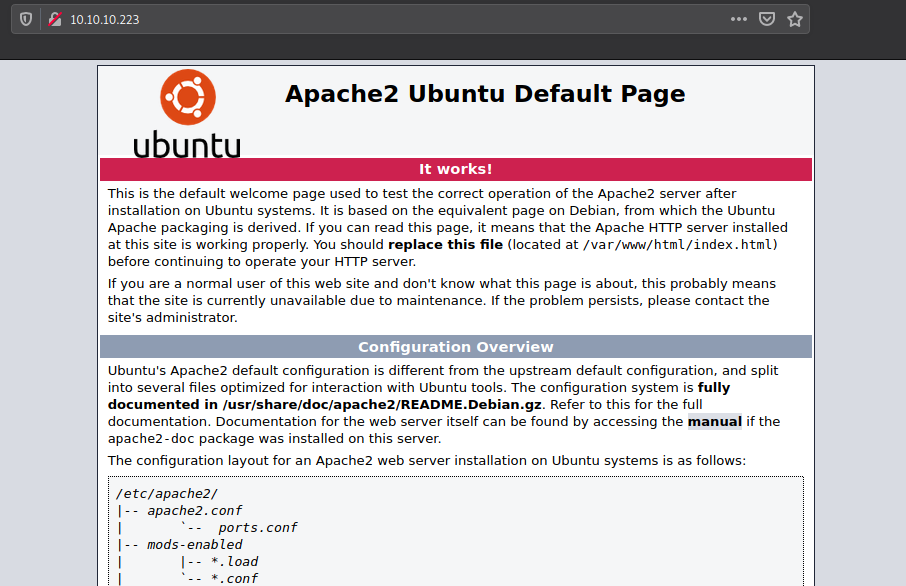 10.10.10.223
ubuntu
Apache2 Ubuntu Default Page
It works!
This is the default welcome page used to test the correct operation of the Apache2 server after
installation on Ubuntu systems. It is based on the equivalent page on Debian, from which the Ubuntu
Apache packaging is derived. If you can read this page, it means that the Apache HTTP server installed
at this site is working properly. You should replace this file (located at /var/www/html/index.html)
before continuing to operate your HTTP server.
If you are a normal user of this web site and don't know what this page is about, this probably means
that the site is currently unavailable due to maintenance. If the problem persists, please contact the
site's administrator.
Configuration Overview
Ubuntu's Apache2 default configuration is different from the upstream default configuration, and split
into several files optimized for interaction with Ubuntu tools. The configuration system is fully
documented in /usr/share/doc/apache2/README.Debian.gz. Refer to this for the full
documentation. Documentation for the web server itself can be found by accessing the manual if the
apache2-doc package was installed on this server.
The configuration layout for an Apache2 web server installation on Ubuntu systems is as follows:
/etc/apache2/
|-- apache2.conf
|       `--  ports.conf
|-- mods-enabled
|       |-- *.load
|       `-- *.conf